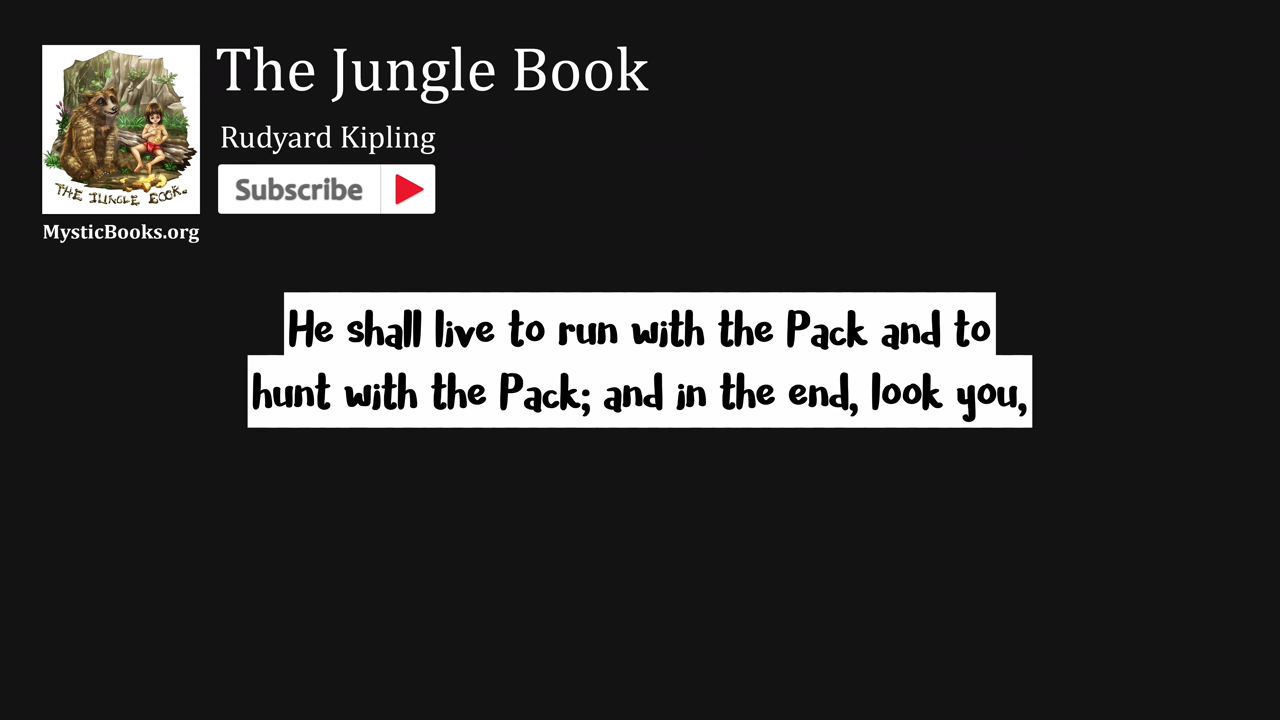 The Jungle Book
Rudyard Kipling
Subscribe
THE JUNGLE BOOK.
MysticBooks.org
He shall live to run with the Pack and to
hunt with the Pack; and in the end, look you,